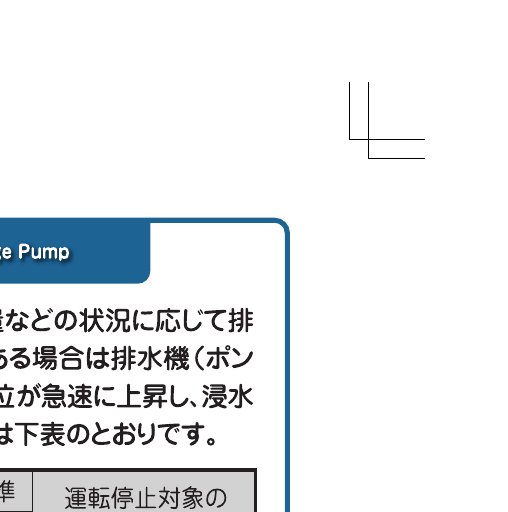 Pump
などの状況に応じて排
ある場合は排水機（ポン
位が急速に上昇し、浸水
は下表のとおりです。
準
運転停止対象の